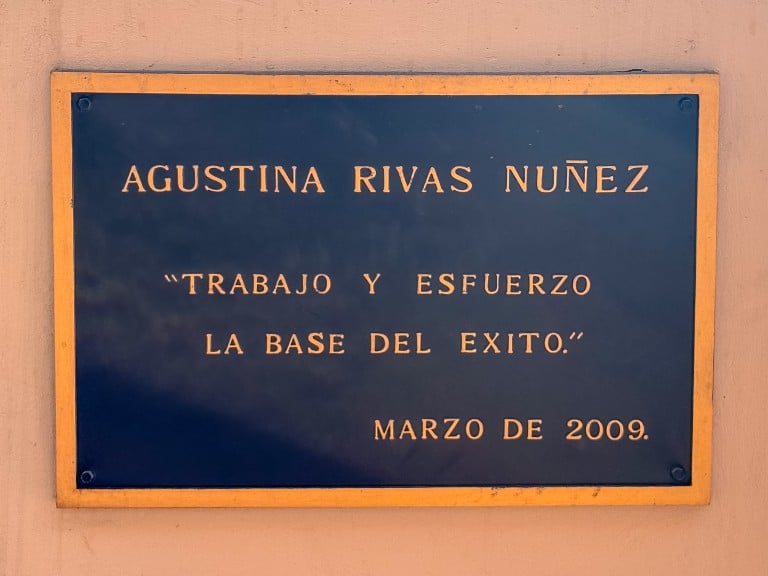 AGUSTINA RIVAS NUÑEZ
“TRABAJO Y ESFUERZO
LA BASE DEL EXITO.”
MARZO DE 2009.